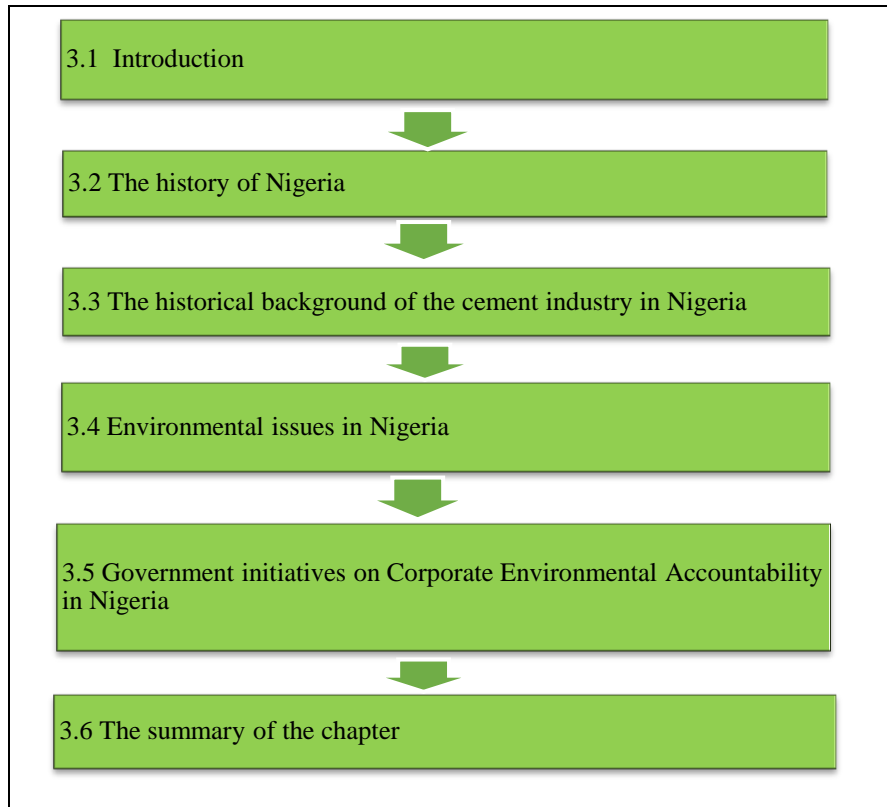 3.1 Introduction
3.2 The history of Nigeria
3.3 The historical background of the cement industry in Nigeria
3.4 Environmental issues in Nigeria
3.5 Government initiatives on Corporate Environmental Accountability
in Nigeria
3.6 The summary of the chapter